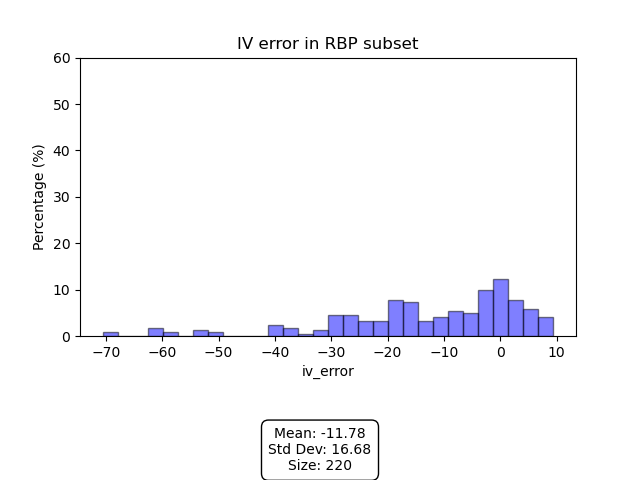 IV error in RBP subset
60
50
40
30
20
10
0
Percentage (%)
−70 −60 −50 −40 −30 −20 −10 0 10
iv_error
Mean: -11.78
Std Dev: 16.68
Size: 220